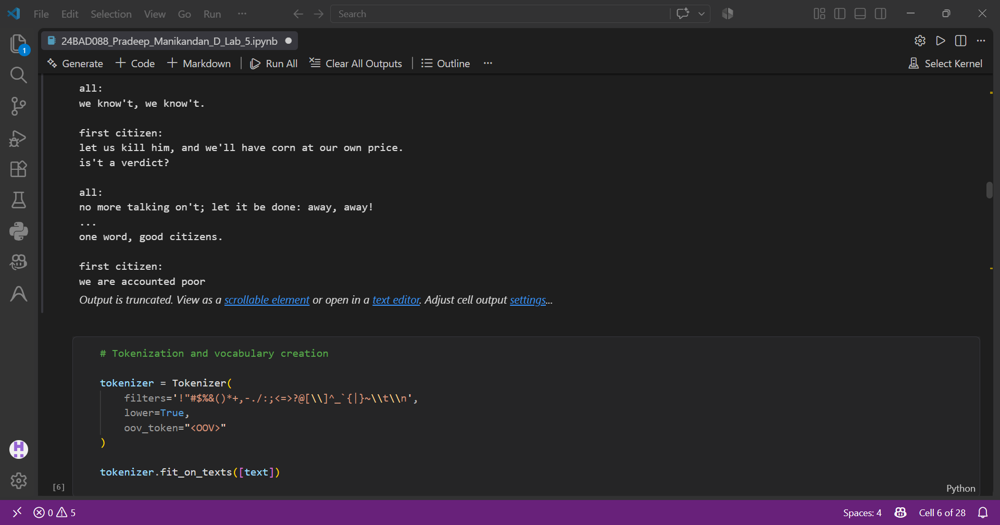 File Edit Selection View Go Run ··· Search
24BAD088_Pradeep_Manikandan_D_Lab_5.ipynb
Generate + Code + Markdown Run All Clear All Outputs Outline ··· Select Kernel
1
all:
we know't, we know't.
first citizen:
let us kill him, and we'll have corn at our own price.
is't a verdict?
all:
no more talking on't; let it be done: away, away!
...
one word, good citizens.
first citizen:
we are accounted poor
Output is truncated. View as a scrollable element or open in a text editor. Adjust cell output settings...
# Tokenization and vocabulary creation
tokenizer = Tokenizer(
filters='!"#$%&()*+,-./:;<=>?@[\\]^_`{|}~\\t\\n',
lower=True,
oov_token="<OOV>"
)
tokenizer.fit_on_texts([text])
[6]
Python
0 5 Spaces: 4 Cell 6 of 28